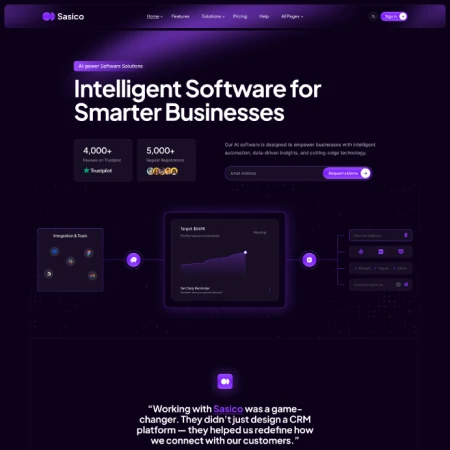 Sasico
Home Features Solutions Pricing Help All Pages
Sign In
AI-power Software Solutions
Intelligent Software for
Smarter Businesses
4,000+
Reviews on Trustpilot
Trustpilot
5,000+
Regular Registrations
Our AI software is designed to empower businesses with intelligent
automation, data-driven insights, and cutting-edge technology.
Email Address
Request a Demo
Integration & Tools
Target
Set Daily Reminder
“Working with Sasico was a game-
changer. They didn’t just design a CRM
platform — they helped us redefine how
we connect with our customers.”